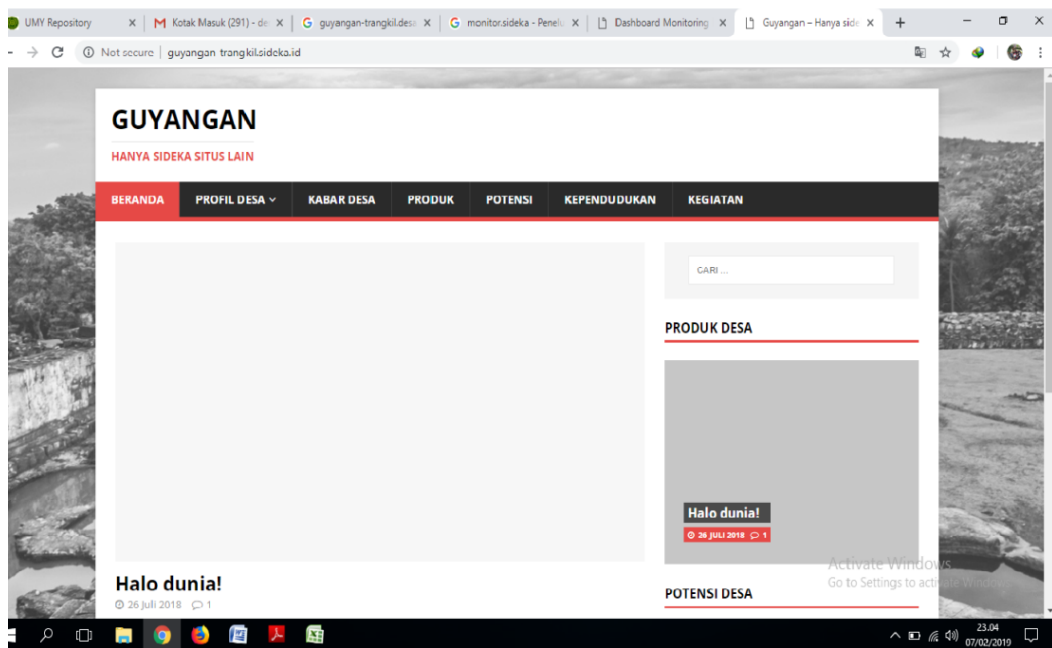 UMY Repository
Kotak Masuk (291) - de
guyangan-trangkil.desa
monitor.sideka - Penelu
Dashboard Monitoring
Guyangan – Hanya side
Not secure | guyangan-trangkil.sideka.id
GUYANGAN
HANYA SIDEKA SITUS LAIN
BERANDA PROFIL DESA KABAR DESA PRODUK POTENSI KEPENDUDUKAN KEGIATAN
CARI ...
PRODUK DESA
Halo dunia!
26 JULI 2018 1
Halo dunia!
26 Juli 2018 1
POTENSI DESA
Activate Windows
Go to Settings to activate Windows.
23.04
07/02/2019